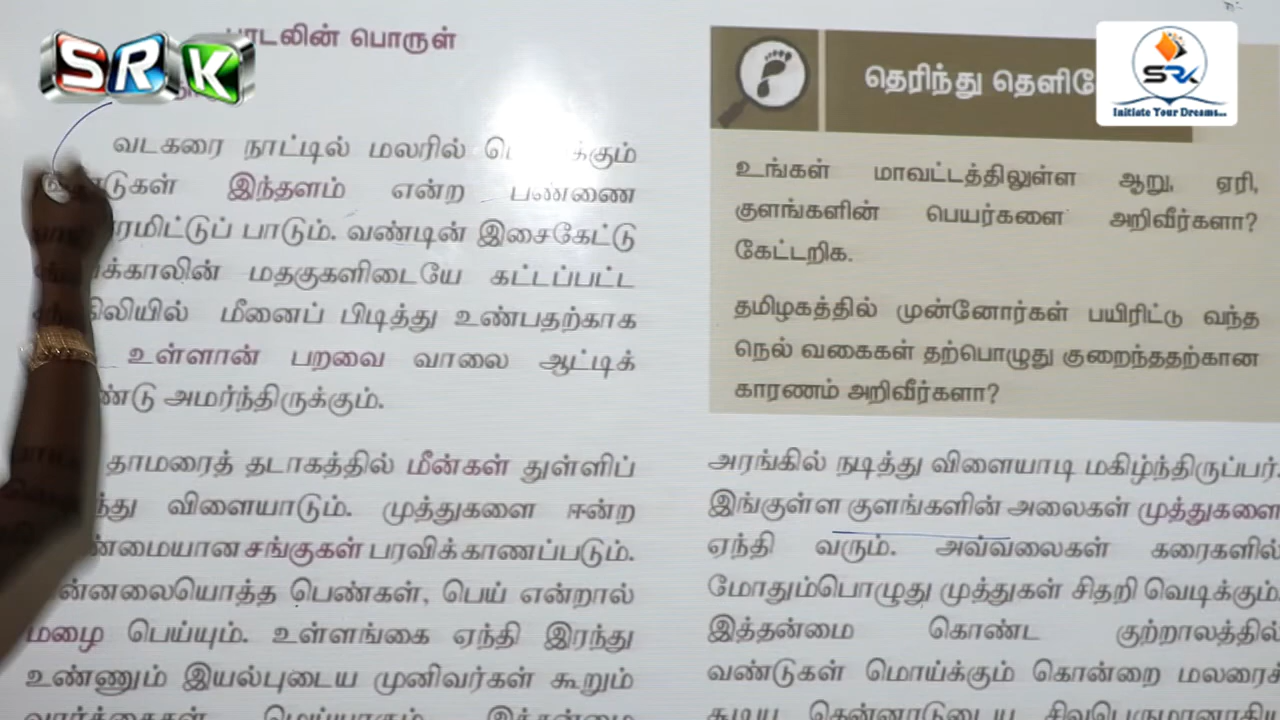 SRK
பாடலின் பொருள்
வடகரை நாட்டில் மலரில்
இந்தளம் என்ற பண்ணை
பாடும். வண்டின் இசைகேட்டு
மதகுகளிடையே கட்டப்பட்ட
மீனைப் பிடித்து உண்பதற்காக
உள்ளான் பறவை வாலை ஆட்டிக்
அமர்ந்திருக்கும்.
தாமரைத் தடாகத்தில் மீன்கள் துள்ளிப்
விளையாடும். முத்துகளை ஈன்ற
சங்குகள் பரவிக்காணப்படும்.
பெண்கள், பெய் என்றால்
மழை பெய்யும். உள்ளங்கை ஏந்தி இரந்து
உண்ணும் இயல்புடைய முனிவர்கள் கூறும்
SRK
Initiate Your Dreams...
தெரிந்து
உங்கள் மாவட்டத்திலுள்ள ஆறு, ஏரி,
குளங்களின் பெயர்களை அறிவீர்களா?
கேட்டறிக.
தமிழகத்தில் முன்னோர்கள் பயிரிட்டு வந்த
நெல் வகைகள் தற்பொழுது குறைந்ததற்கான
காரணம் அறிவீர்களா?
அரங்கில் நடித்து விளையாடி மகிழ்ந்திருப்பர்.
இங்குள்ள குளங்களின் அலைகள் முத்துகளை
ஏந்தி வரும். அவ்வலைகள் கரைகளில்
மோதும்பொழுது முத்துகள் சிதறி வெடிக்கும்.
இத்தன்மை கொண்ட குற்றாலத்தில்
வண்டுகள் மொய்க்கும் கொன்றை மலரைச்